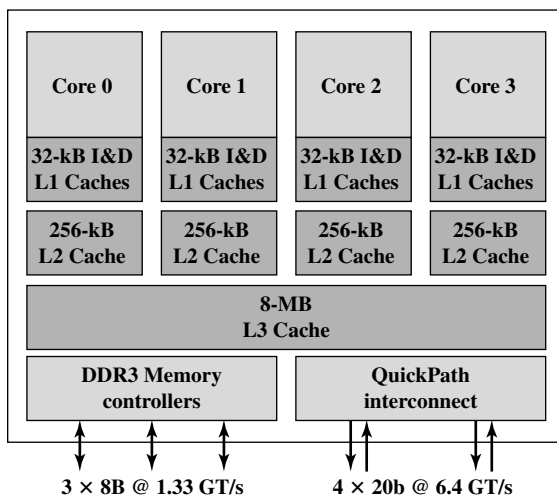 Core 0
Core 1
Core 2
Core 3
32-kB I&D
L1 Caches
32-kB I&D
L1 Caches
32-kB I&D
L1 Caches
32-kB I&D
L1 Caches
256-kB
L2 Cache
256-kB
L2 Cache
256-kB
L2 Cache
256-kB
L2 Cache
8-MB
L3 Cache
DDR3 Memory
controllers
QuickPath
interconnect
3 × 8B @ 1.33 GT/s
4 × 20b @ 6.4 GT/s